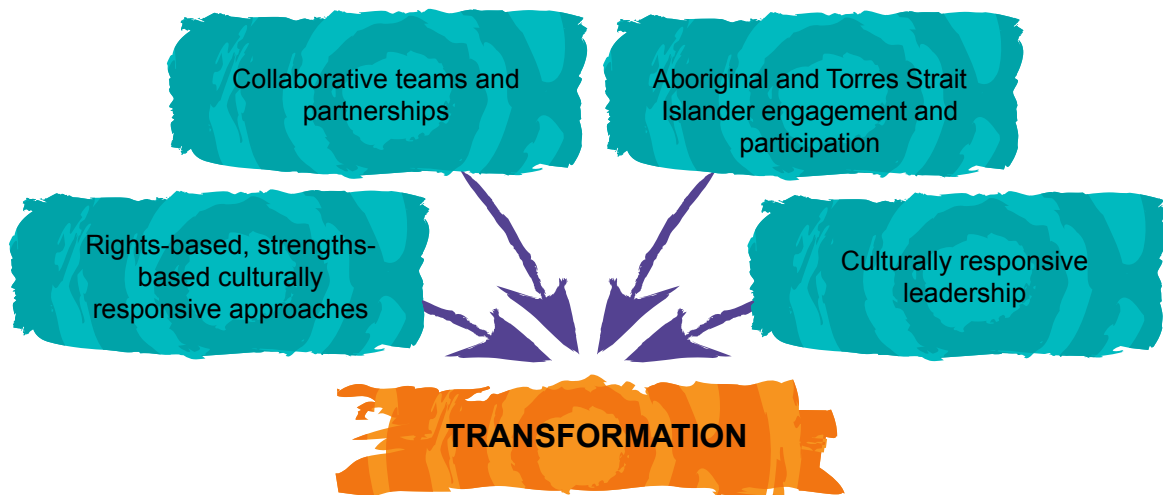 Collaborative teams and
partnerships
Aboriginal and Torres Strait
Islander engagement and
participation
Rights-based, strengths-
based culturally
responsive approaches
Culturally responsive
leadership
TRANSFORMATION